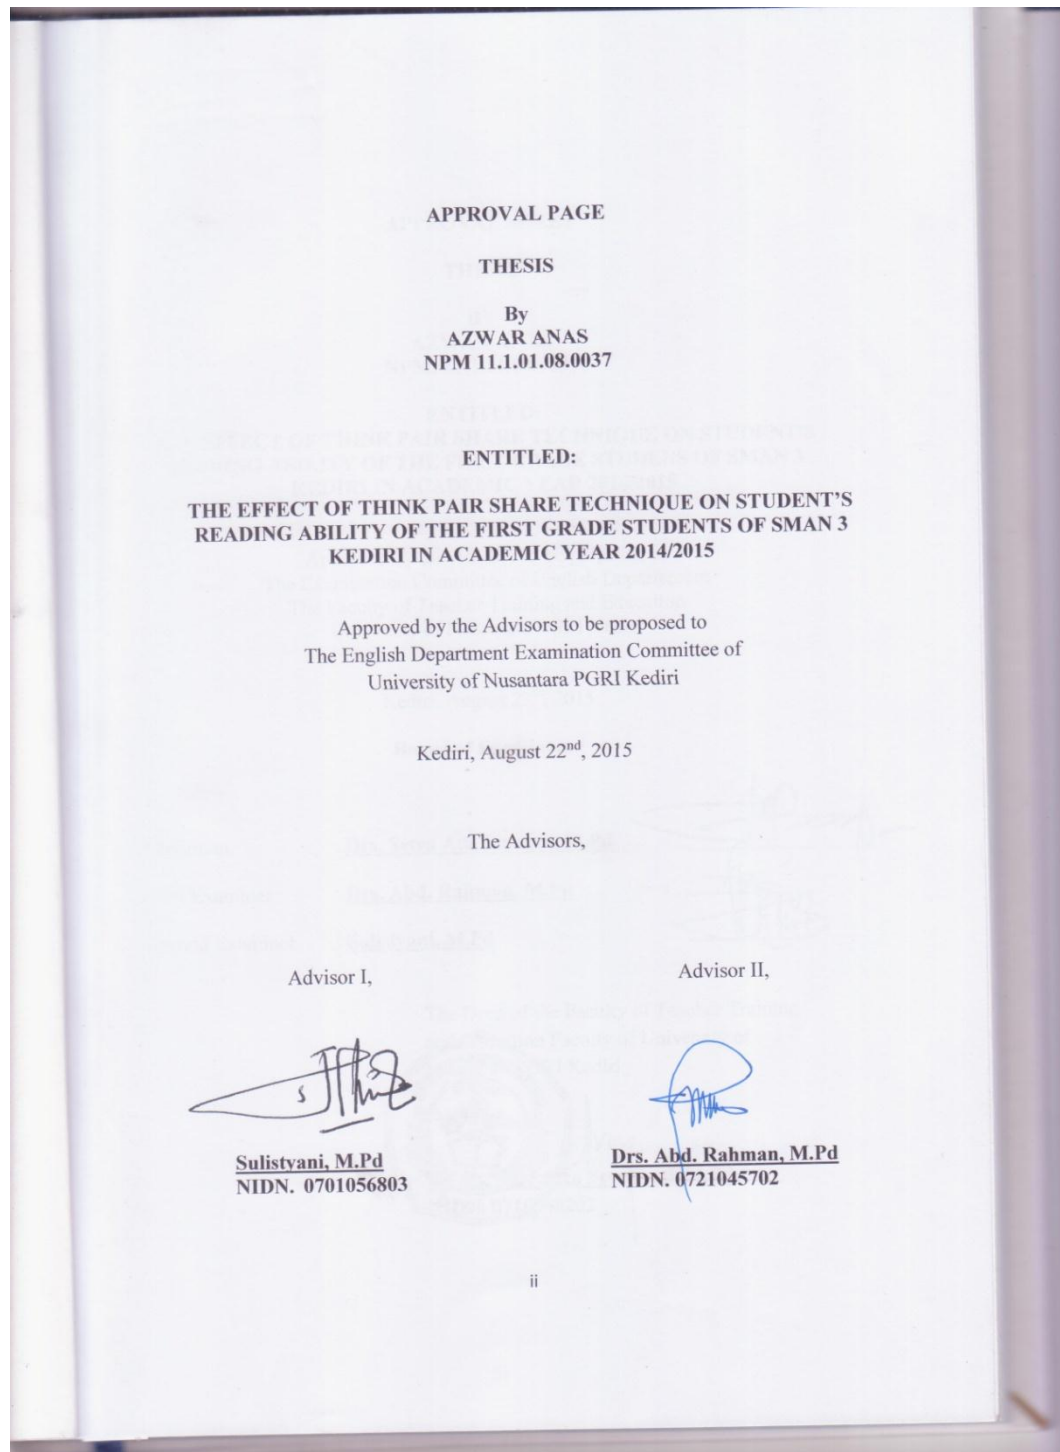 APPROVAL PAGE
THESIS
By
AZWAR ANAS
NPM 11.1.01.08.0037
ENTITLED:
THE EFFECT OF THINK PAIR SHARE TECHNIQUE ON STUDENT'S
READING ABILITY OF THE FIRST GRADE STUDENTS OF SMAN 3
KEDIRI IN ACADEMIC YEAR 2014/2015
Approved by the Advisors to be proposed to
The English Department Examination Committee of
University of Nusantara PGRI Kediri
Kediri, August 22nd, 2015
The Advisors,
Advisor I,
Advisor II,
Sulistyani, M.Pd
NIDN. 0701056803
Drs. Abd. Rahman, M.Pd
NIDN. 0721045702
ii